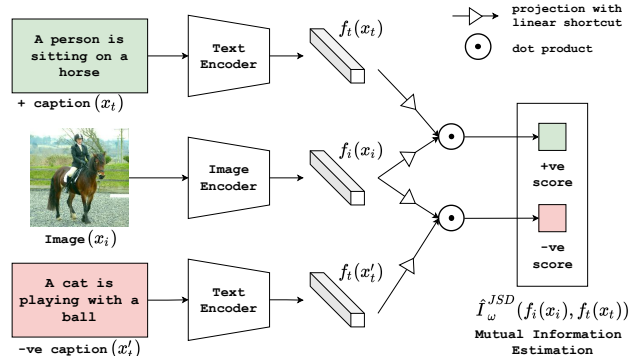 A person is
sitting on a
horse
+ caption (x_t)
Text
Encoder
f_t(x_t)
projection with
linear shortcut
dot product
Image (x_i)
Image
Encoder
f_i(x_i)
+ve
score
-ve
score
A cat is
playing with a
ball
-ve caption (x'_t)
Text
Encoder
f_t(x'_t)
Î_ω^{JSD}(f_i(x_i), f_t(x_t))
Mutual Information
Estimation